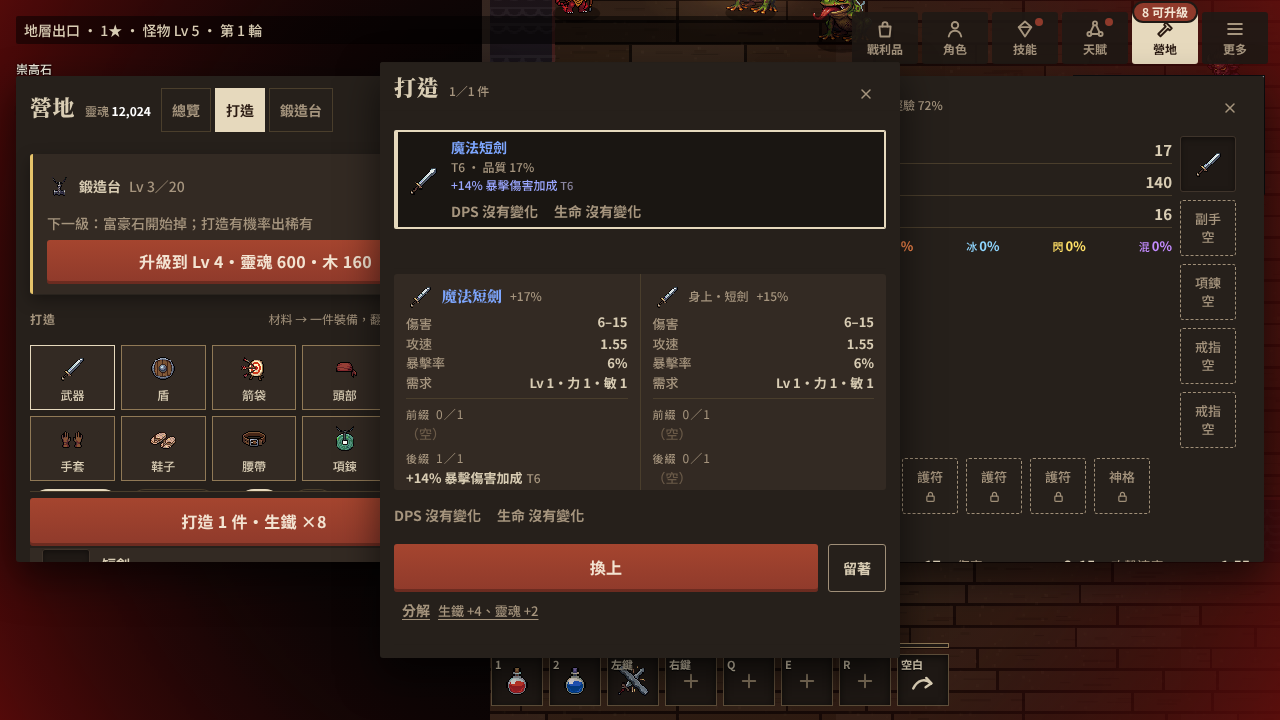 地層出口 • 1★ • 怪物 Lv 5 • 第 1 輪
崇高石
8 可升級
戰利品
角色
技能
天賦
營地
更多
營地 靈魂 12,024 總覽 打造 鍛造台
鍛造台 Lv 3／20
下一級：富豪石開始掉；打造有機率出稀有
升級到 Lv 4・靈魂 600・木 160
打造 材料 → 一件裝備，
武器 盾 箭袋 頭部
手套 鞋子 腰帶 項鍊
打造 1 件・生鐵 ×8
打造 1／1 件 ×
魔法短劍
T6 • 品質 17%
+14% 暴擊傷害加成 T6
DPS 沒有變化 生命 沒有變化
魔法短劍 +17%
傷害 6–15
攻速 1.55
暴擊率 6%
需求 Lv 1・力 1・敏 1
前綴 0／1
（空）
後綴 1／1
+14% 暴擊傷害加成 T6
身上・短劍 +15%
傷害 6–15
攻速 1.55
暴擊率 6%
需求 Lv 1・力 1・敏 1
前綴 0／1
（空）
後綴 0／1
（空）
DPS 沒有變化 生命 沒有變化
換上
留著
分解 生鐵 +4、靈魂 +2
驗 72% ×
17
140
16
% 冰 0% 閃 0% 混 0%
副手
空
項鍊
空
戒指
空
戒指
空
護符 護符 護符 神格
1 2 左鍵 右鍵 Q E R 空白